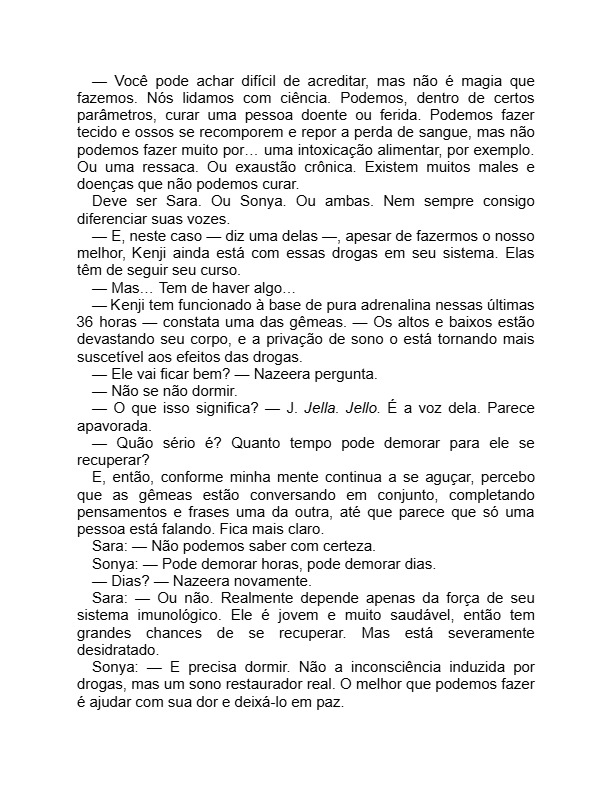 — Você pode achar difícil de acreditar, mas não é magia que
fazemos. Nós lidamos com ciência. Podemos, dentro de certos
parâmetros, curar uma pessoa doente ou ferida. Podemos fazer
tecido e ossos se recomporem e repor a perda de sangue, mas não
podemos fazer muito por… uma intoxicação alimentar, por exemplo.
Ou uma ressaca. Ou exaustão crônica. Existem muitos males e
doenças que não podemos curar.
Deve ser Sara. Ou Sonya. Ou ambas. Nem sempre consigo
diferenciar suas vozes.
— E, neste caso — diz uma delas —, apesar de fazermos o nosso
melhor, Kenji ainda está com essas drogas em seu sistema. Elas
têm de seguir seu curso.
— Mas… Tem de haver algo…
— Kenji tem funcionado à base de pura adrenalina nessas últimas
36 horas — constata uma das gêmeas. — Os altos e baixos estão
devastando seu corpo, e a privação de sono o está tornando mais
suscetível aos efeitos das drogas.
— Ele vai ficar bem? — Nazeera pergunta.
— Não se não dormir.
— O que isso significa? — J. Jella. Jello. É a voz dela. Parece
apavorada.
— Quão sério é? Quanto tempo pode demorar para ele se
recuperar?
E, então, conforme minha mente continua a se aguçar, percebo
que as gêmeas estão conversando em conjunto, completando
pensamentos e frases uma da outra, até que parece que só uma
pessoa está falando. Fica mais claro.
Sara: — Não podemos saber com certeza.
Sonya: — Pode demorar horas, pode demorar dias.
— Dias? — Nazeera novamente.
Sara: — Ou não. Realmente depende apenas da força de seu
sistema imunológico. Ele é jovem e muito saudável, então tem
grandes chances de se recuperar. Mas está severamente
desidratado.
Sonya: — E precisa dormir. Não a inconsciência induzida por
drogas, mas um sono restaurador real. O melhor que podemos fazer
é ajudar com sua dor e deixá-lo em paz.